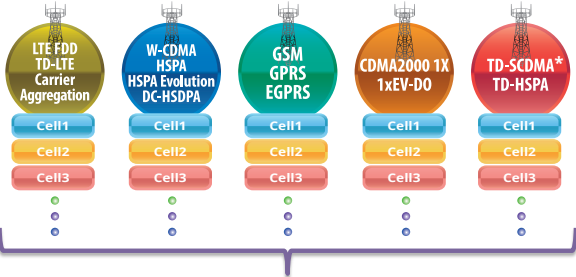 LTE FDD
TD-LTE
Carrier
Aggregation
W-CDMA
HSPA
HSPA Evolution
DC-HSDPA
GSM
GPRS
EGPRS
CDMA2000 1X
1xEV-DO
TD-SCDMA*
TD-HSPA
Cell1 Cell1 Cell1 Cell1 Cell1
Cell2 Cell2 Cell2 Cell2 Cell2
Cell3 Cell3 Cell3 Cell3 Cell3